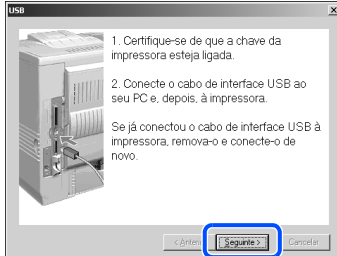 USB
1. Certifique-se de que a chave da
impressora esteja ligada.
2. Conecte o cabo de interface USB ao
seu PC e, depois, à impressora.
Se já conectou o cabo de interface USB à
impressora, remova-o e conecte-o de
novo.
< Anteri Seguinte > Cancelar